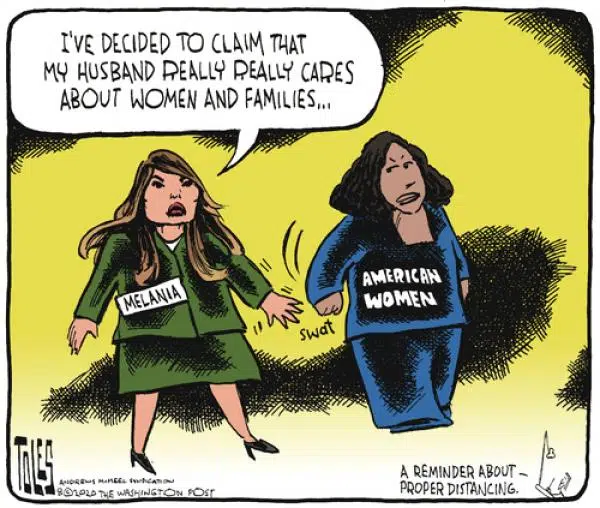 I'VE DECIDED TO CLAIM THAT
MY HUSBAND REALLY REALLY CARES
ABOUT WOMEN AND FAMILIES...
MELANIA
AMERICAN
WOMEN
swat
TOLES
ANDREWS McMEEL SYNDICATION
8 © 2020 THE WASHINGTON POST
A REMINDER ABOUT –
PROPER DISTANCING.